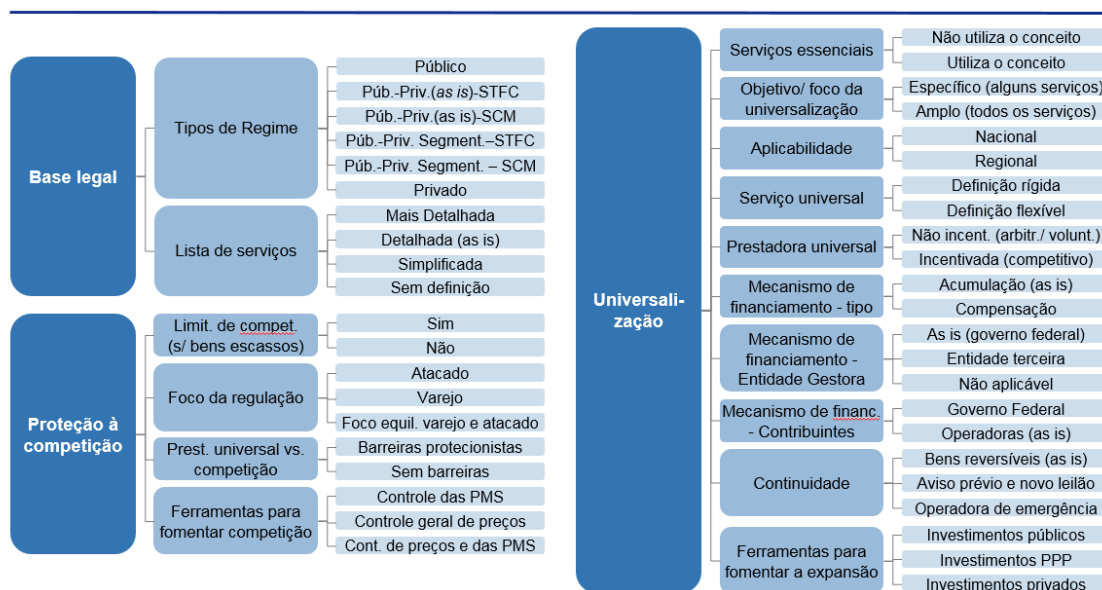 Base legal
Tipos de Regime
Público
Púb.-Priv.(as is)-STFC
Púb.-Priv.(as is)-SCM
Púb.-Priv. Segment.–STFC
Púb.-Priv. Segment. – SCM
Privado
Lista de serviços
Mais Detalhada
Detalhada (as is)
Simplificada
Sem definição
Proteção à
competição
Limit. de compet.
(s/ bens escassos)
Sim
Não
Foco da regulação
Atacado
Varejo
Foco equil. varejo e atacado
Prest. universal vs.
competição
Barreiras protecionistas
Sem barreiras
Ferramentas para
fomentar competição
Controle das PMS
Controle geral de preços
Cont. de preços e das PMS
Universali-
zação
Serviços essenciais
Não utiliza o conceito
Utiliza o conceito
Objetivo/ foco da
universalização
Específico (alguns serviços)
Amplo (todos os serviços)
Aplicabilidade
Nacional
Regional
Serviço universal
Definição rígida
Definição flexível
Prestadora universal
Não incent. (arbitr./ volunt.)
Incentivada (competitivo)
Mecanismo de
financiamento - tipo
Acumulação (as is)
Compensação
Mecanismo de
financiamento -
Entidade Gestora
As is (governo federal)
Entidade terceira
Não aplicável
Mecanismo de financ.
- Contribuintes
Governo Federal
Operadoras (as is)
Continuidade
Bens reversíveis (as is)
Aviso prévio e novo leilão
Operadora de emergência
Ferramentas para
fomentar a expansão
Investimentos públicos
Investimentos PPP
Investimentos privados